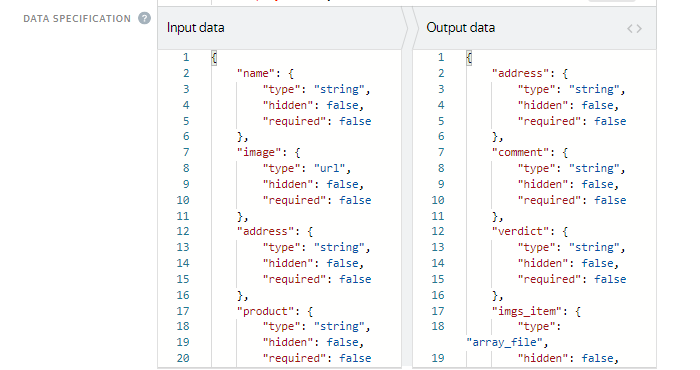 DATA SPECIFICATION ?
Input data
1 {
2 "name": {
3 "type": "string",
4 "hidden": false,
5 "required": false
6 },
7 "image": {
8 "type": "url",
9 "hidden": false,
10 "required": false
11 },
12 "address": {
13 "type": "string",
14 "hidden": false,
15 "required": false
16 },
17 "product": {
18 "type": "string",
19 "hidden": false,
20 "required": false
Output data <>
1 {
2 "address": {
3 "type": "string",
4 "hidden": false,
5 "required": false
6 },
7 "comment": {
8 "type": "string",
9 "hidden": false,
10 "required": false
11 },
12 "verdict": {
13 "type": "string",
14 "hidden": false,
15 "required": false
16 },
17 "imgs_item": {
18 "type":
"array_file",
19 "hidden": false,